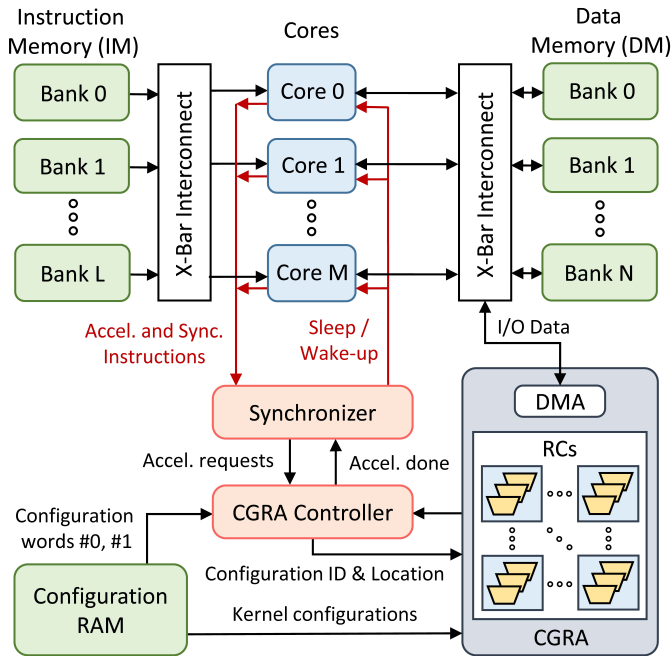 Instruction
Memory (IM)
Cores
Data
Memory (DM)
Bank 0
X-Bar Interconnect
Core 0
X-Bar Interconnect
Bank 0
Bank 1
Core 1
Bank 1
Bank L
Core M
Bank N
Accel. and Sync.
Instructions
Sleep /
Wake-up
I/O Data
Synchronizer
DMA
Accel. requests
Accel. done
RCs
Configuration
words #0, #1
CGRA Controller
Configuration ID & Location
Configuration
RAM
Kernel configurations
CGRA